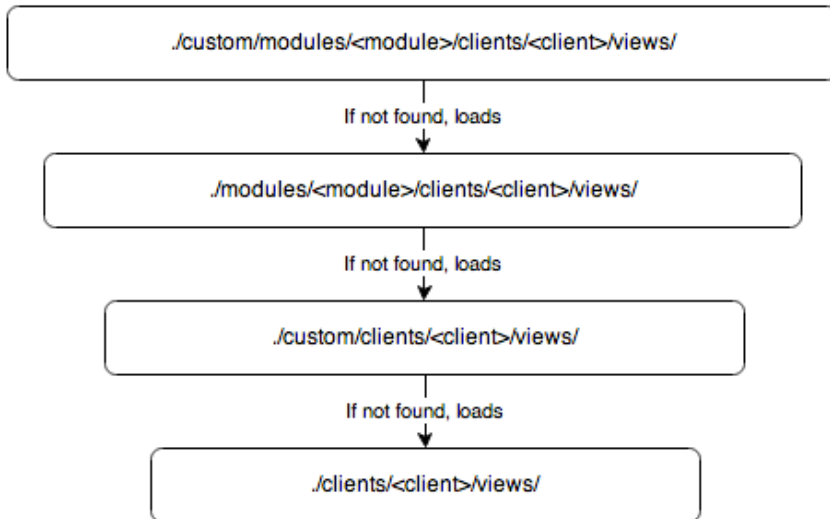 ./custom/modules/<module>/clients/<client>/views/
If not found, loads
./modules/<module>/clients/<client>/views/
If not found, loads
./custom/clients/<client>/views/
If not found, loads
./clients/<client>/views/